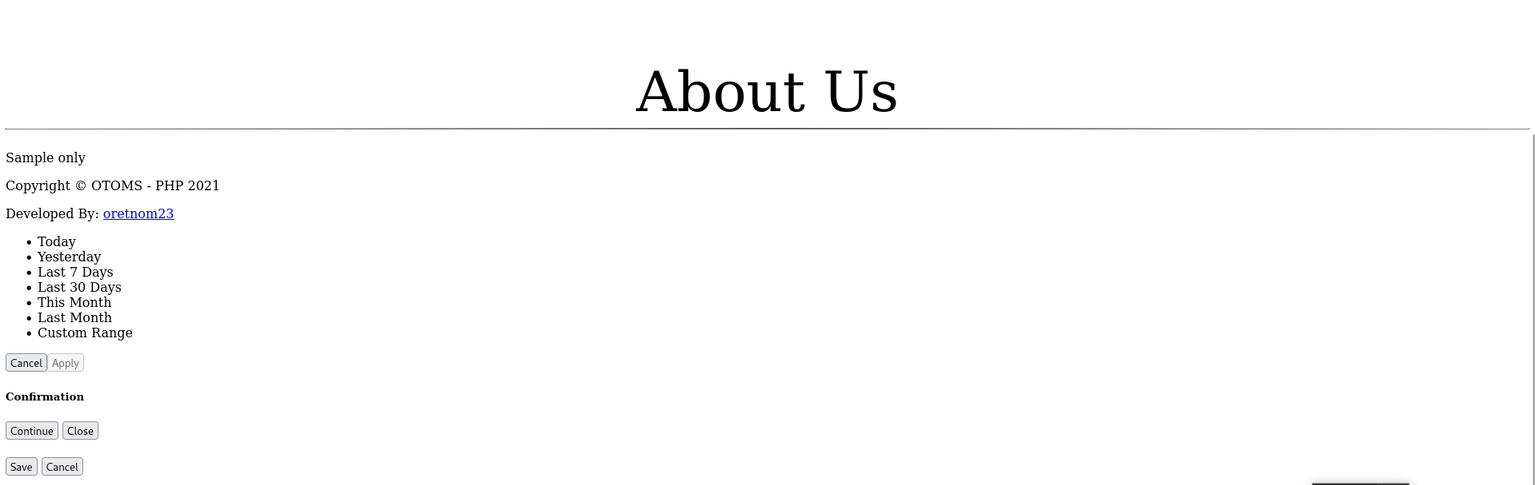 About Us
Sample only
Copyright © OTOMS - PHP 2021
Developed By: oretnom23
Today
Yesterday
Last 7 Days
Last 30 Days
This Month
Last Month
Custom Range
Cancel Apply
Confirmation
Continue Close
Save Cancel